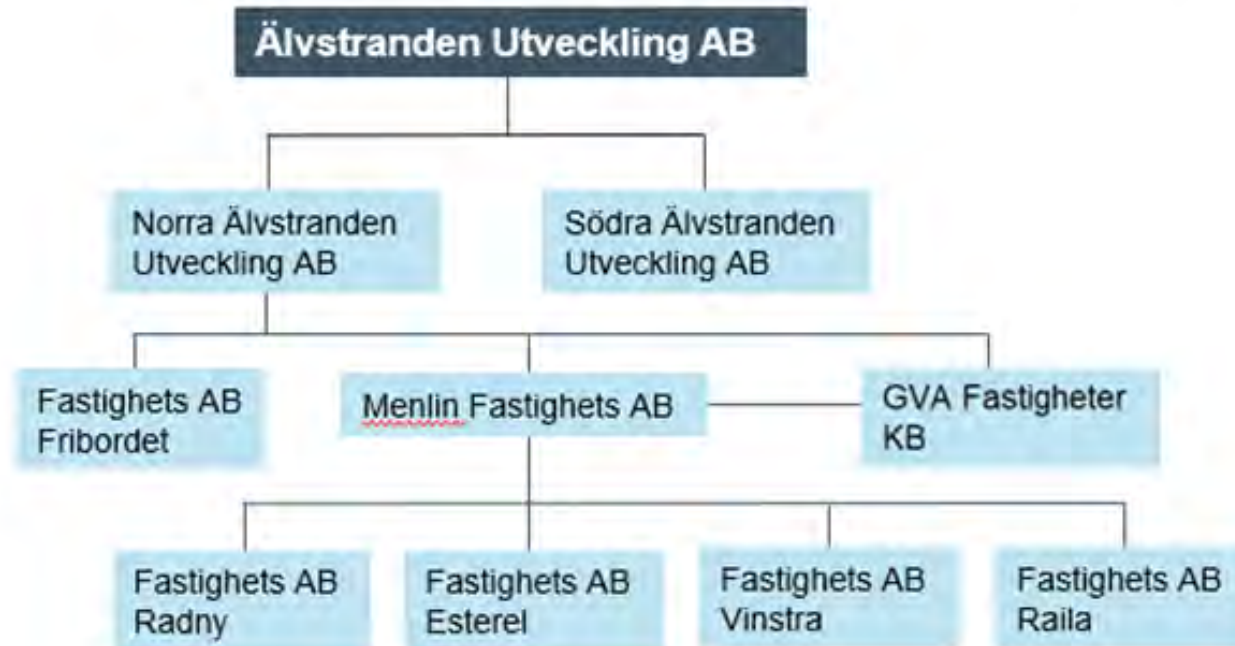 Älvstranden Utveckling AB
Norra Älvstranden
Utveckling AB
Södra Älvstranden
Utveckling AB
Fastighets AB
Fribordet
Menlin Fastighets AB
GVA Fastigheter
KB
Fastighets AB
Radny
Fastighets AB
Esterel
Fastighets AB
Vinstra
Fastighets AB
Raila